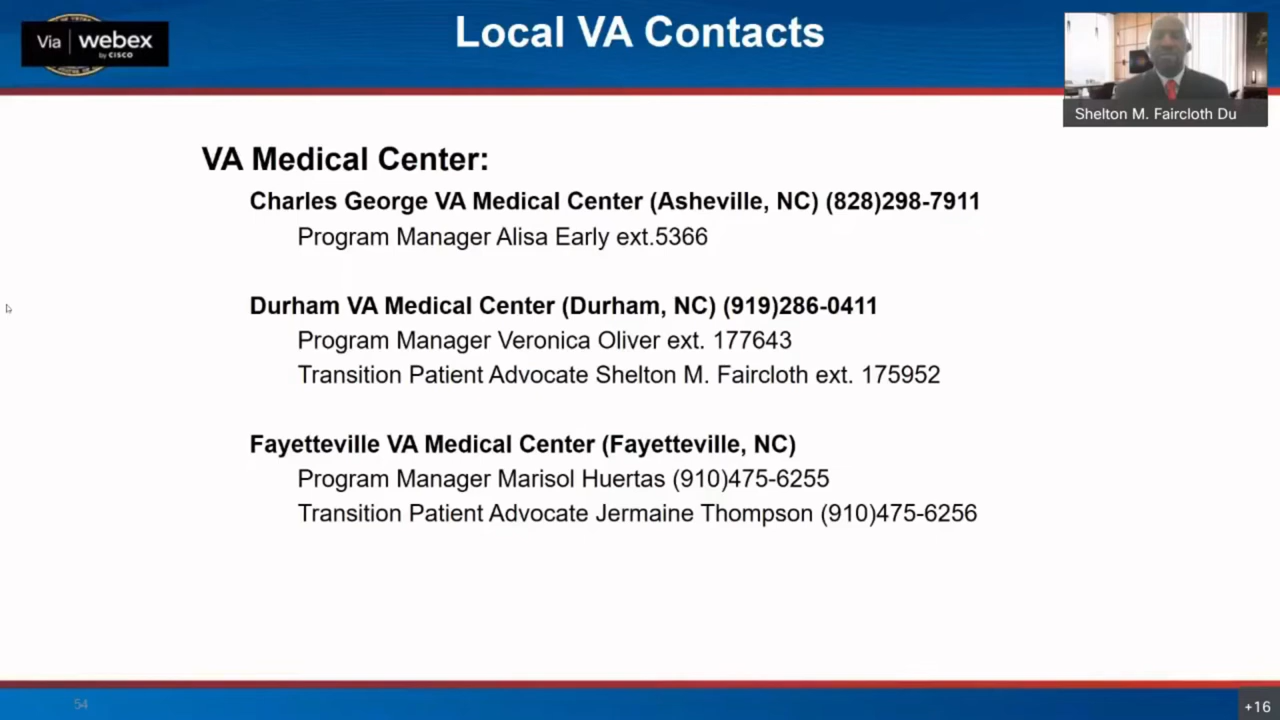 Via webex
by CISCO
Local VA Contacts
Shelton M. Faircloth Du
VA Medical Center:
Charles George VA Medical Center (Asheville, NC) (828)298-7911
Program Manager Alisa Early ext.5366
Durham VA Medical Center (Durham, NC) (919)286-0411
Program Manager Veronica Oliver ext. 177643
Transition Patient Advocate Shelton M. Faircloth ext. 175952
Fayetteville VA Medical Center (Fayetteville, NC)
Program Manager Marisol Huertas (910)475-6255
Transition Patient Advocate Jermaine Thompson (910)475-6256
54
+16